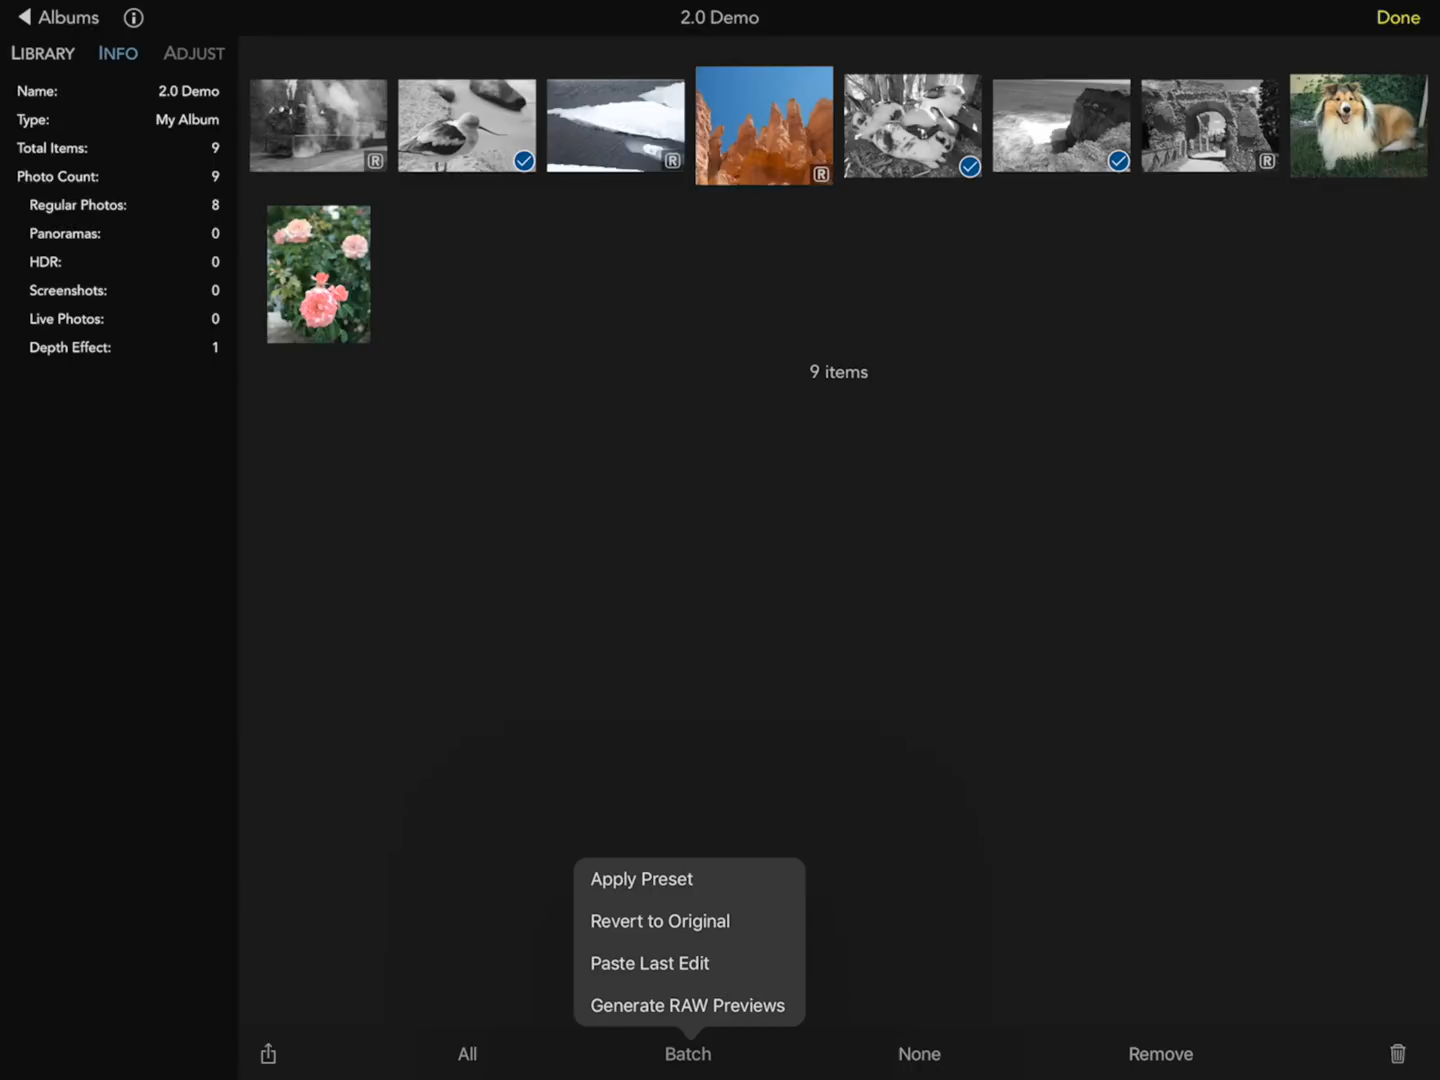 Albums
2.0 Demo
Done
LIBRARY INFO ADJUST
Name: 2.0 Demo
Type: My Album
Total Items: 9
Photo Count: 9
Regular Photos: 8
Panoramas: 0
HDR: 0
Screenshots: 0
Live Photos: 0
Depth Effect: 1
R
R
R
R
9 items
Apply Preset
Revert to Original
Paste Last Edit
Generate RAW Previews
All
Batch
None
Remove